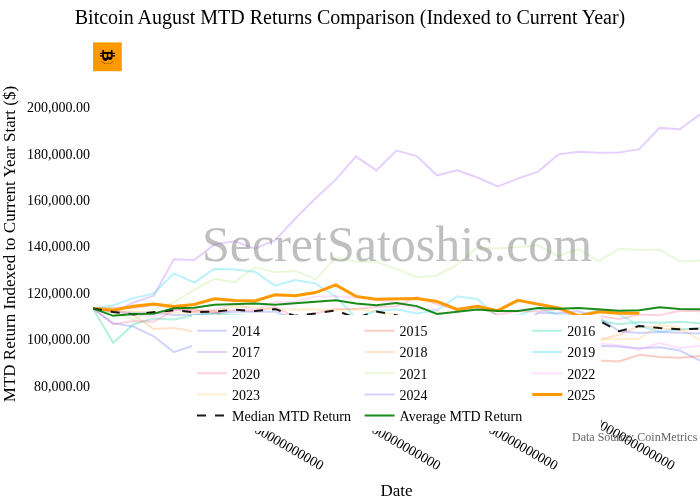 Bitcoin August MTD Returns Comparison (Indexed to Current Year)
MTD Return Indexed to Current Year Start ($)
200,000.00
180,000.00
160,000.00
140,000.00
120,000.00
100,000.00
80,000.00
SecretSatoshis.com
2014 2015 2016
2017 2018 2019
2020 2021 2022
2023 2024 2025
Median MTD Return Average MTD Return
Data Source: CoinMetrics
Date